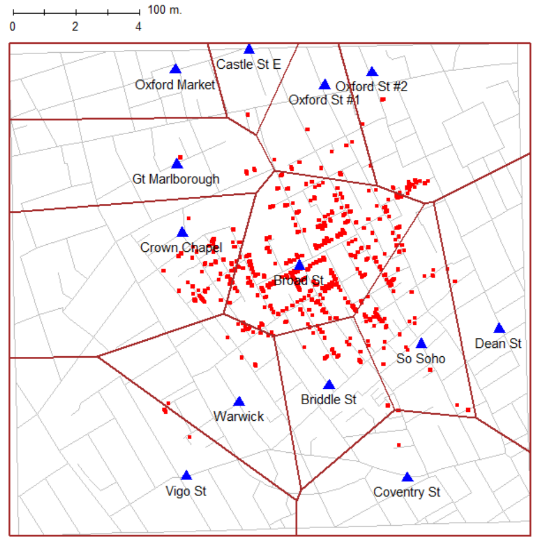 100 m.
0 2 4
Castle St E
Oxford Market
Oxford St #2
Oxford St #1
Gt Marlborough
Crown Chapel
Broad St
Dean St
So Soho
Briddle St
Warwick
Vigo St
Coventry St